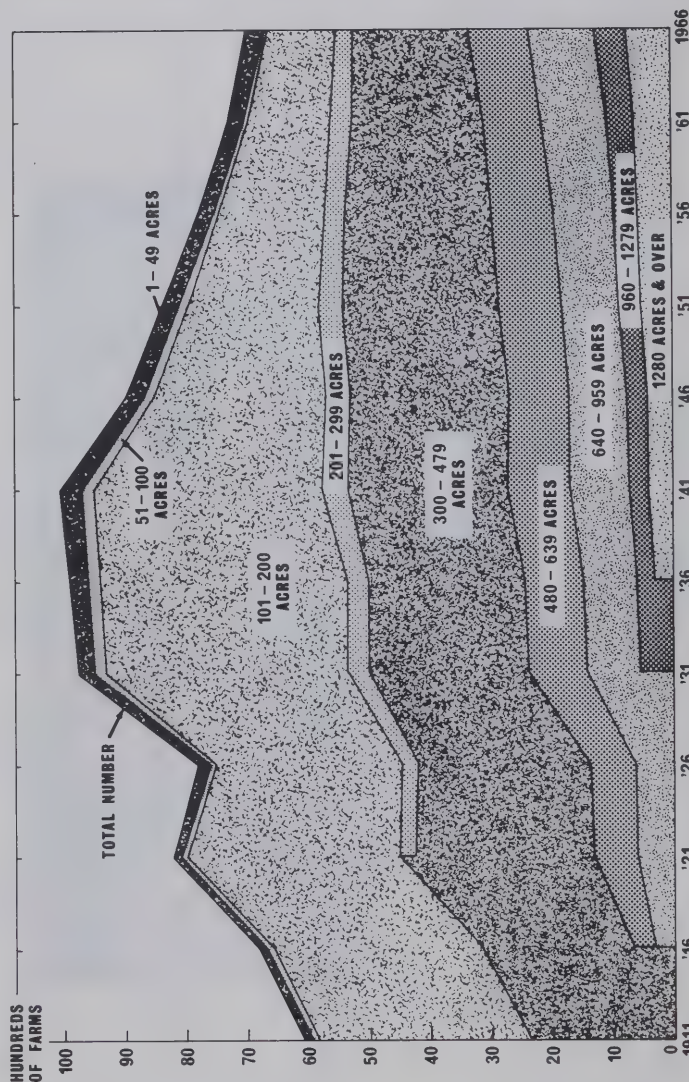 HUNDREDS
OF FARMS
100
90
80
70
60
50
40
30
20
10
0
TOTAL NUMBER
1–49 ACRES
51–100
ACRES
101–200
ACRES
201–299 ACRES
300–479
ACRES
480–639 ACRES
640–959 ACRES
960–1279 ACRES
1280 ACRES & OVER
1911
'16
'21
'26
'31
'36
'41
'46
'51
'56
'61
1966